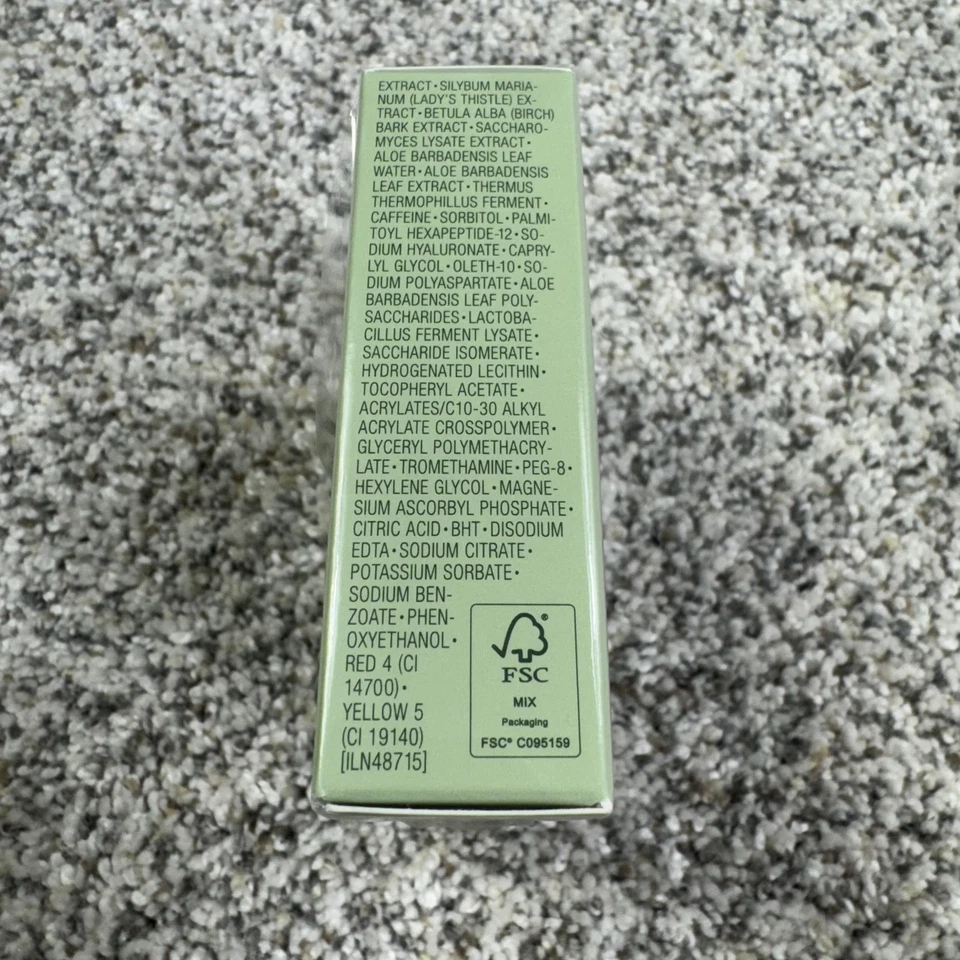 EXTRACT•SILYBUM MARIA-
NUM (LADY'S THISTLE) EX-
TRACT•BETULA ALBA (BIRCH)
BARK EXTRACT•SACCHARO-
MYCES LYSATE EXTRACT•
ALOE BARBADENSIS LEAF
WATER•ALOE BARBADENSIS
LEAF EXTRACT•THERMUS
THERMOPHILLUS FERMENT•
CAFFEINE•SORBITOL•PALMI-
TOYL HEXAPEPTIDE-12•SO-
DIUM HYALURONATE•CAPRY-
LYL GLYCOL•OLETH-10•SO-
DIUM POLYASPARTATE•ALOE
BARBADENSIS LEAF POLY-
SACCHARIDES•LACTOBA-
CILLUS FERMENT LYSATE•
SACCHARIDE ISOMERATE•
HYDROGENATED LECITHIN•
TOCOPHERYL ACETATE•
ACRYLATES/C10-30 ALKYL
ACRYLATE CROSSPOLYMER•
GLYCERYL POLYMETHACRY-
LATE•TROMETHAMINE•PEG-8•
HEXYLENE GLYCOL•MAGNE-
SIUM ASCORBYL PHOSPHATE•
CITRIC ACID•BHT•DISODIUM
EDTA•SODIUM CITRATE•
POTASSIUM SORBATE•
SODIUM BEN-
ZOATE•PHEN-
OXYETHANOL•
RED 4 (CI
14700)•
YELLOW 5
(CI 19140)
[ILN48715]
®
FSC
MIX
Packaging
FSC® C095159